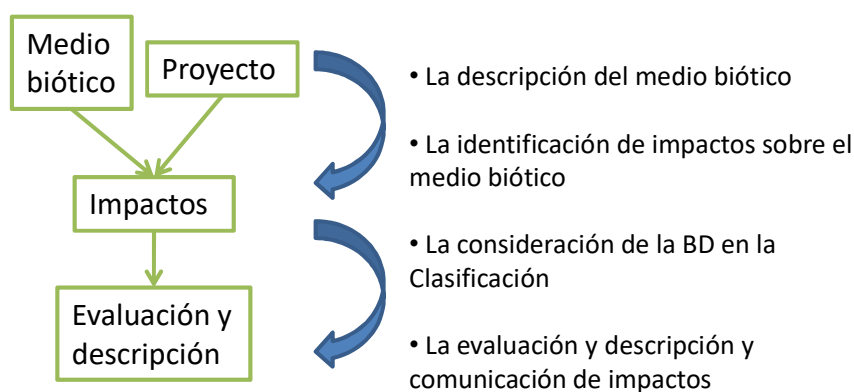 Medio
biótico
Proyecto
Impactos
Evaluación y
descripción
• La descripción del medio biótico
• La identificación de impactos sobre el
medio biótico
• La consideración de la BD en la
Clasificación
• La evaluación y descripción y
comunicación de impactos